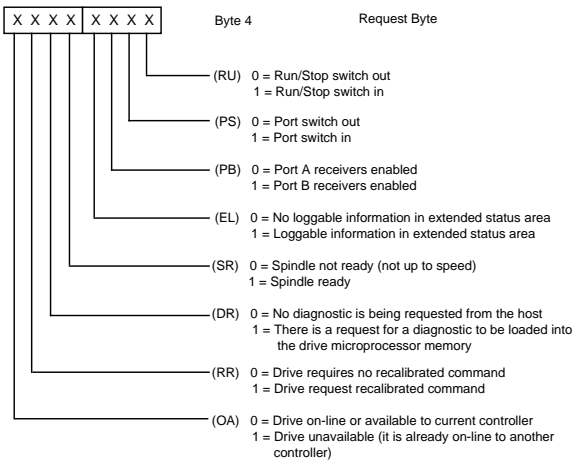 X X X X X X X X Byte 4 Request Byte
(RU) 0 = Run/Stop switch out
1 = Run/Stop switch in
(PS) 0 = Port switch out
1 = Port switch in
(PB) 0 = Port A receivers enabled
1 = Port B receivers enabled
(EL) 0 = No loggable information in extended status area
1 = Loggable information in extended status area
(SR) 0 = Spindle not ready (not up to speed)
1 = Spindle ready
(DR) 0 = No diagnostic is being requested from the host
1 = There is a request for a diagnostic to be loaded into
the drive microprocessor memory
(RR) 0 = Drive requires no recalibrated command
1 = Drive request recalibrated command
(OA) 0 = Drive on-line or available to current controller
1 = Drive unavailable (it is already on-line to another
controller)